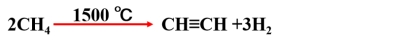 2CH₄ —1500 ℃→ CH≡CH +3H₂